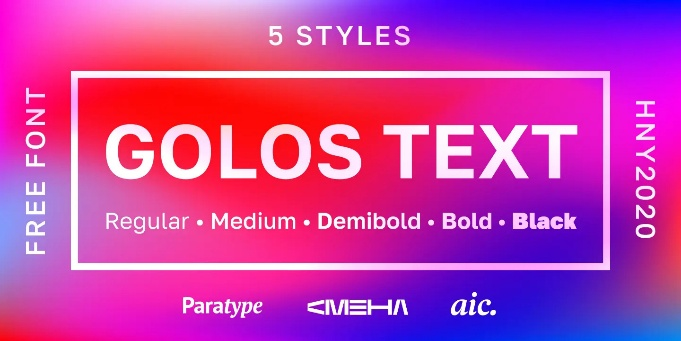 5 STYLES
FREE FONT
GOLOS TEXT
Regular • Medium • Demibold • Bold • Black
HNY2020
Paratype
СМЕНА
aic.